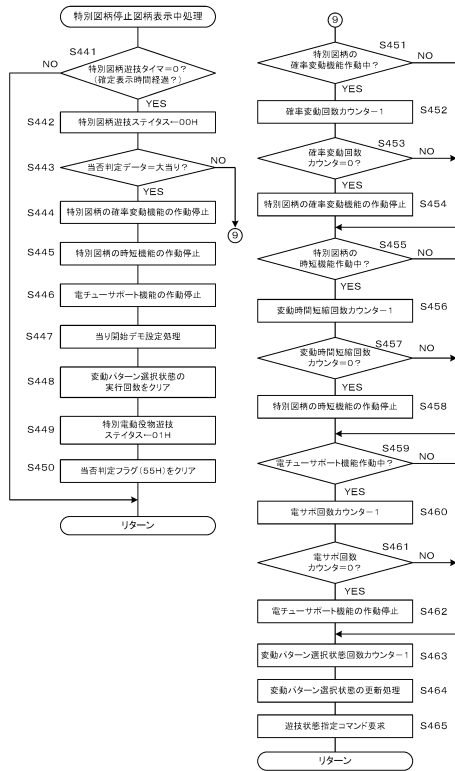 特別図柄停止図柄表示中処理
S441
特別図柄遊技タイマ=0?
(確定表示時間経過?)
NO
YES
S442
特別図柄遊技ステイタス←00H
S443
当否判定データ=大当り?
NO
YES
S444
特別図柄の確率変動機能の作動停止
⑨
S445
特別図柄の時短機能の作動停止
S446
電チューサポート機能の作動停止
S447
当り開始デモ設定処理
S448
変動パターン選択状態の
実行回数をクリア
S449
特別電動役物遊技
ステイタス←01H
S450
当否判定フラグ(55H)をクリア
リターン
⑨
S451
特別図柄の
確率変動機能作動中?
NO
YES
確率変動回数カウンタ-1
S452
S453
確率変動回数
カウンタ=0?
NO
YES
特別図柄の確率変動機能の作動停止
S454
S455
特別図柄の
時短機能作動中?
NO
YES
変動時間短縮回数カウンタ-1
S456
S457
変動時間短縮回数
カウンタ=0?
NO
YES
特別図柄の時短機能の作動停止
S458
S459
電チューサポート機能作動中?
NO
YES
電サポ回数カウンタ-1
S460
S461
電サポ回数
カウンタ=0?
NO
YES
電チューサポート機能の作動停止
S462
変動パターン選択状態回数カウンタ-1
S463
変動パターン選択状態の更新処理
S464
遊技状態指定コマンド要求
S465
リターン